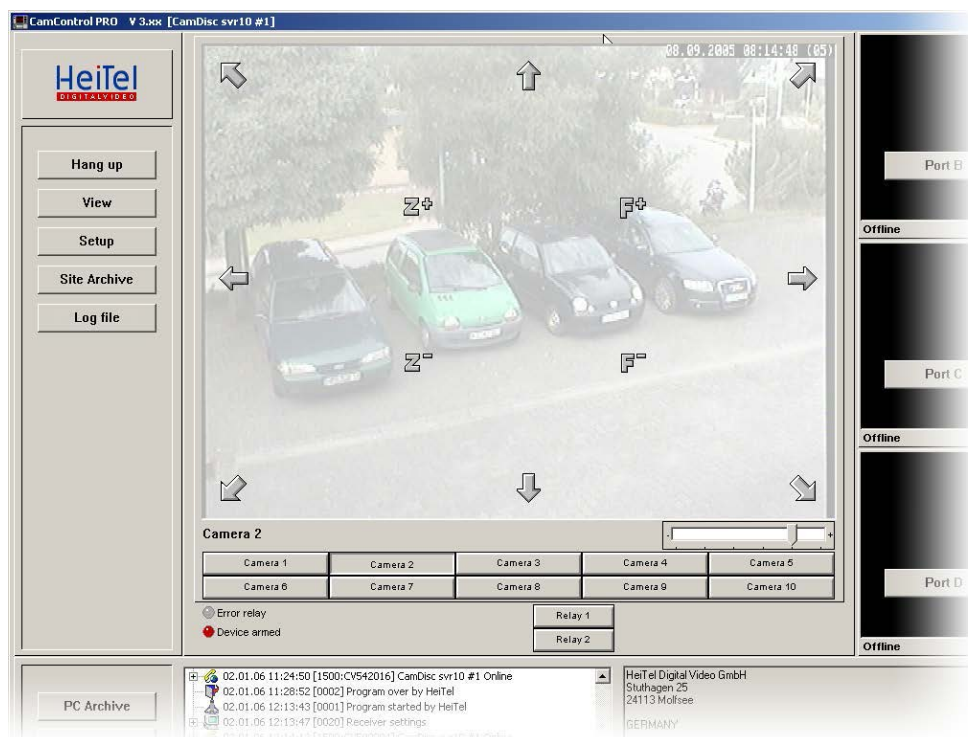 CamControl PRO V 3.xx [CamDisc svr10 #1]
HeiTel
DIGITALVIDEO
Hang up
View
Setup
Site Archive
Log file
08.09.2005 08:14:48 (05)
Z+
F+
Z-
F-
Camera 2
- +
Camera 1 Camera 2 Camera 3 Camera 4 Camera 5
Camera 6 Camera 7 Camera 8 Camera 9 Camera 10
Error relay
Device armed
Relay 1
Relay 2
Port B
Offline
Port C
Offline
Port D
Offline
PC Archive
02.01.06 11:24:50 [1500:CV542016] CamDisc svr10 #1 Online
02.01.06 11:28:52 [0002] Program over by HeiTel
02.01.06 12:13:43 [0001] Program started by HeiTel
02.01.06 12:13:47 [0020] Receiver settings
HeiTel Digital Video GmbH
Stuthagen 25
24113 Molfsee
GERMANY